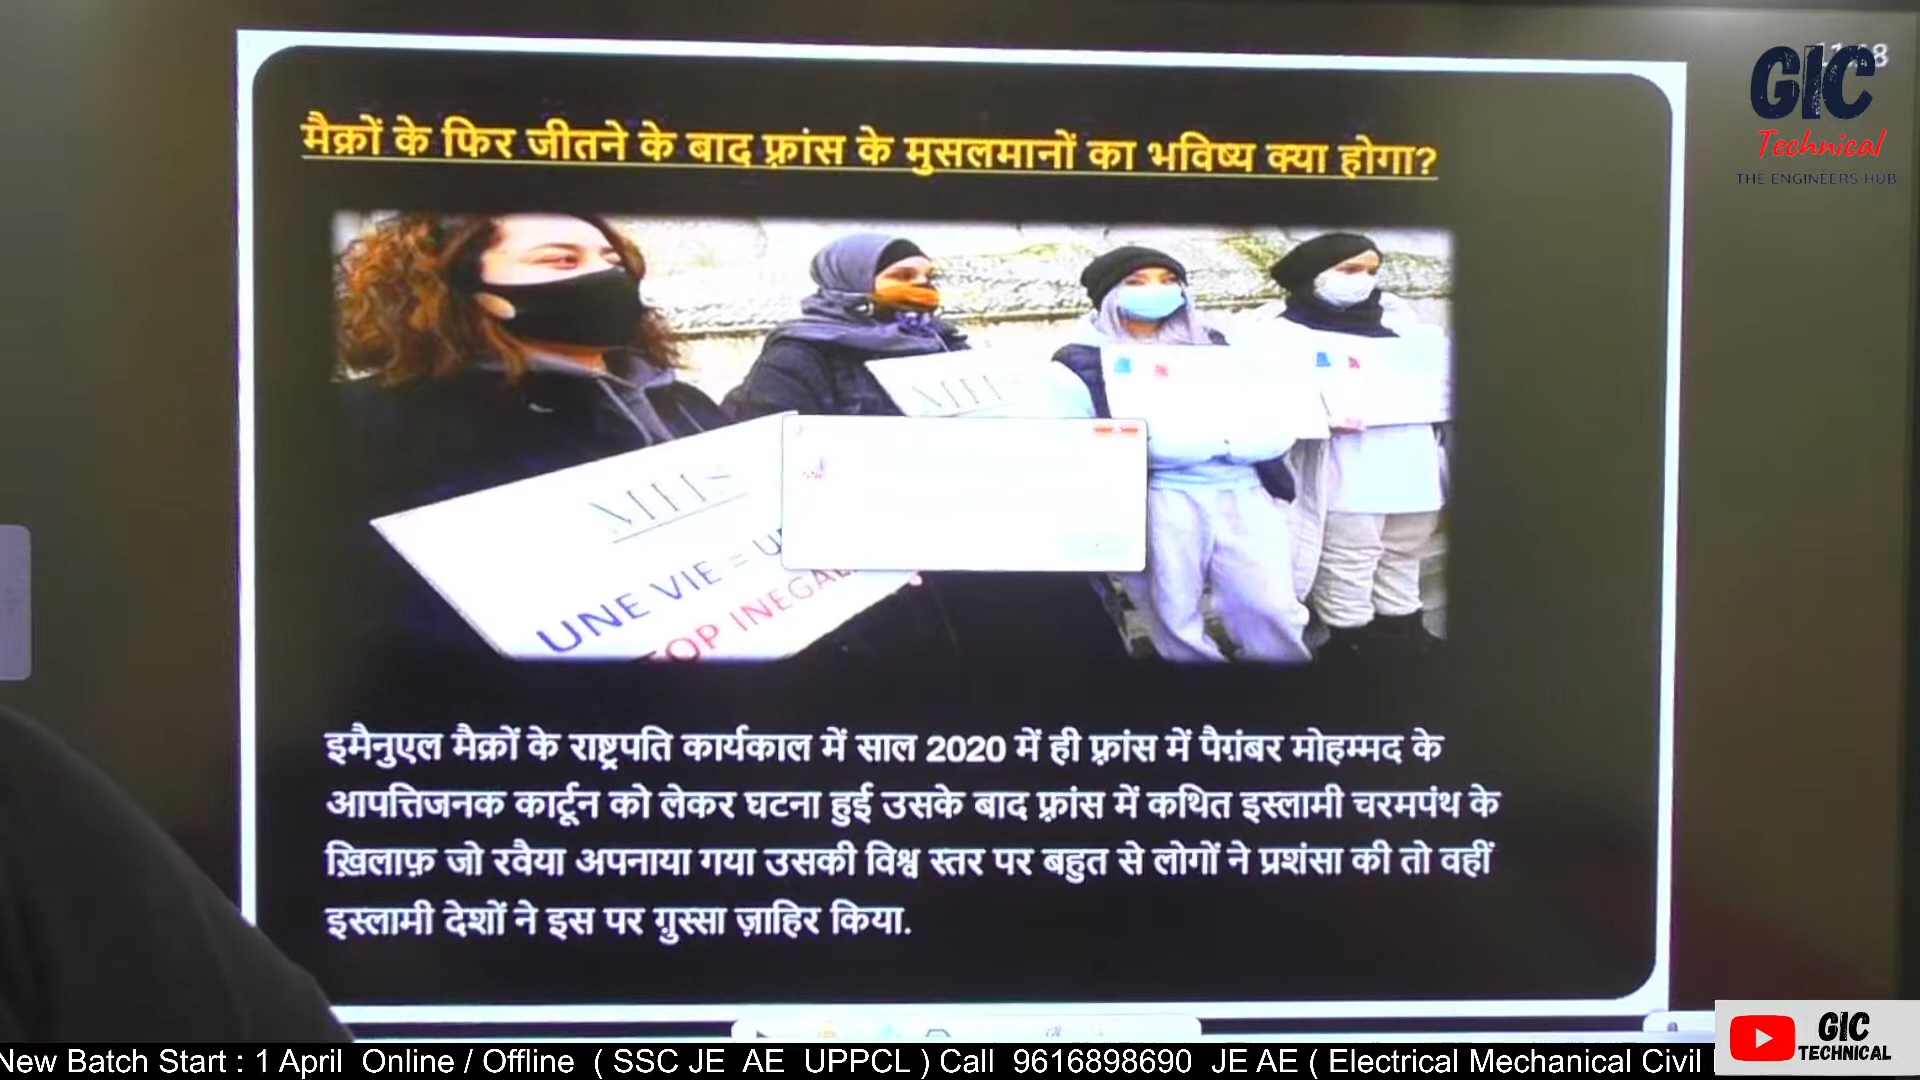 GIC
Technical
THE ENGINEERS HUB
मैक्रों के फिर जीतने के बाद फ़्रांस के मुसलमानों का भविष्य क्या होगा?
UNE VIE =
इमैनुएल मैक्रों के राष्ट्रपति कार्यकाल में साल 2020 में ही फ़्रांस में पैग़ंबर मोहम्मद के
आपत्तिजनक कार्टून को लेकर घटना हुई उसके बाद फ़्रांस में कथित इस्लामी चरमपंथ के
ख़िलाफ़ जो रवैया अपनाया गया उसकी विश्व स्तर पर बहुत से लोगों ने प्रशंसा की तो वहीं
इस्लामी देशों ने इस पर ग़ुस्सा ज़ाहिर किया.
GIC
TECHNICAL
New Batch Start : 1 April Online / Offline ( SSC JE AE UPPCL ) Call 9616898690 JE AE ( Electrical Mechanical Civil